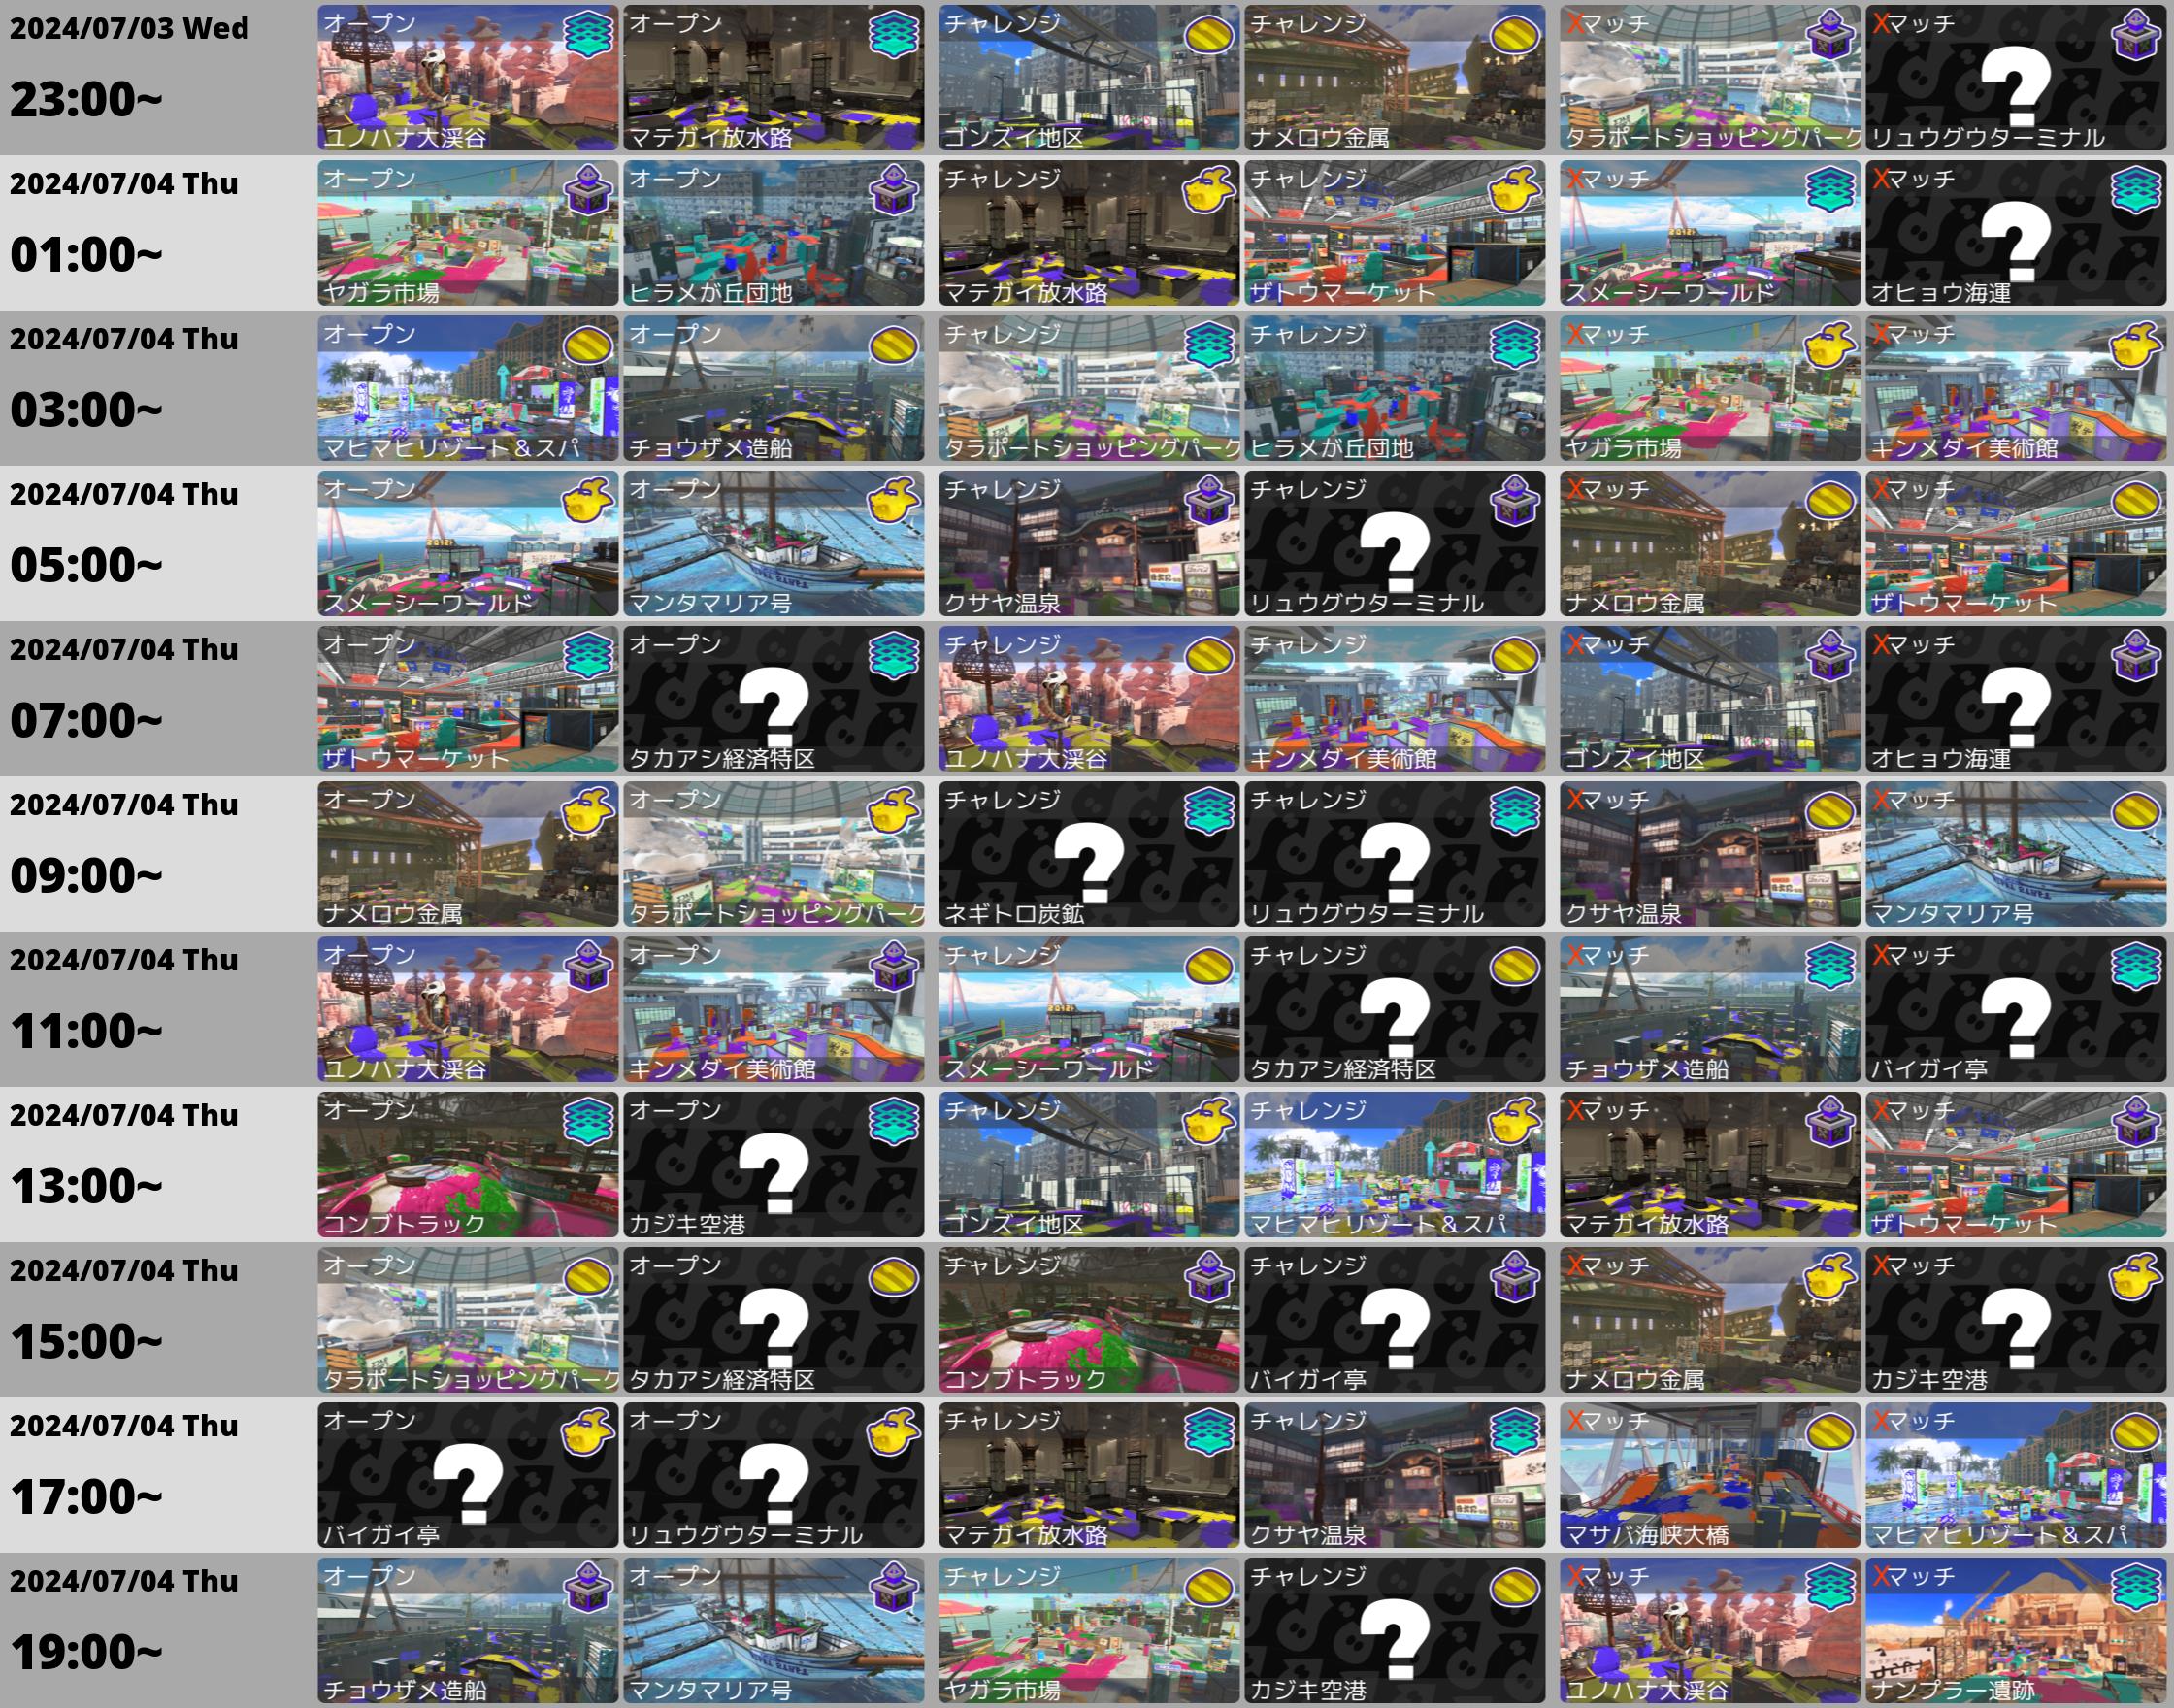 2024/07/03 Wed
23:00~
オープン オープン チャレンジ チャレンジ Xマッチ Xマッチ
ユノハナ大渓谷 マテガイ放水路 ゴンズイ地区 ナメロウ金属 タラポートショッピングパーク リュウグウターミナル
2024/07/04 Thu
01:00~
オープン オープン チャレンジ チャレンジ Xマッチ Xマッチ
ヤガラ市場 ヒラメが丘団地 マテガイ放水路 ザトウマーケット スメーシーワールド オヒョウ海運
2024/07/04 Thu
03:00~
オープン オープン チャレンジ チャレンジ Xマッチ Xマッチ
マヒマヒリゾート＆スパ チョウザメ造船 タラポートショッピングパーク ヒラメが丘団地 ヤガラ市場 キンメダイ美術館
2024/07/04 Thu
05:00~
オープン オープン チャレンジ チャレンジ Xマッチ Xマッチ
スメーシーワールド マンタマリア号 クサヤ温泉 リュウグウターミナル ナメロウ金属 ザトウマーケット
2024/07/04 Thu
07:00~
オープン オープン チャレンジ チャレンジ Xマッチ Xマッチ
ザトウマーケット タカアシ経済特区 ユノハナ大渓谷 キンメダイ美術館 ゴンズイ地区 オヒョウ海運
2024/07/04 Thu
09:00~
オープン オープン チャレンジ チャレンジ Xマッチ Xマッチ
ナメロウ金属 タラポートショッピングパーク ネギトロ炭鉱 リュウグウターミナル クサヤ温泉 マンタマリア号
2024/07/04 Thu
11:00~
オープン オープン チャレンジ チャレンジ Xマッチ Xマッチ
ユノハナ大渓谷 キンメダイ美術館 スメーシーワールド タカアシ経済特区 チョウザメ造船 バイガイ亭
2024/07/04 Thu
13:00~
オープン オープン チャレンジ チャレンジ Xマッチ Xマッチ
コンブトラック カジキ空港 ゴンズイ地区 マヒマヒリゾート＆スパ マテガイ放水路 ザトウマーケット
2024/07/04 Thu
15:00~
オープン オープン チャレンジ チャレンジ Xマッチ Xマッチ
タラポートショッピングパーク タカアシ経済特区 コンブトラック バイガイ亭 ナメロウ金属 カジキ空港
2024/07/04 Thu
17:00~
オープン オープン チャレンジ チャレンジ Xマッチ Xマッチ
バイガイ亭 リュウグウターミナル マテガイ放水路 クサヤ温泉 マサバ海峡大橋 マヒマヒリゾート＆スパ
2024/07/04 Thu
19:00~
オープン オープン チャレンジ チャレンジ Xマッチ Xマッチ
チョウザメ造船 マンタマリア号 ヤガラ市場 カジキ空港 ユノハナ大渓谷 ナンプラー遺跡